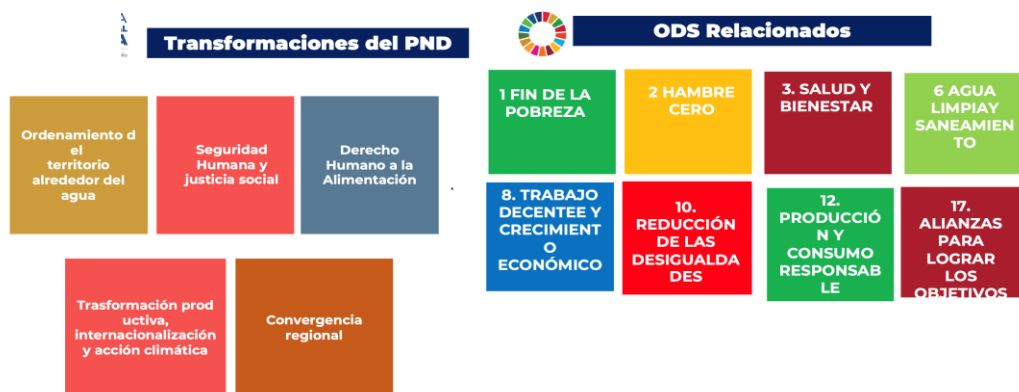 Transformaciones del PND
Ordenamiento d
el
territorio
alrededor del
agua
Seguridad
Humana y
justicia social
Derecho
Humano a la
Alimentación
Trasformación prod
uctiva,
internacionalización
y acción climática
Convergencia
regional
ODS Relacionados
1 FIN DE LA
POBREZA
2 HAMBRE
CERO
3. SALUD Y
BIENESTAR
6 AGUA
LIMPIAY
SANEAMIEN
TO
8. TRABAJO
DECENTEE Y
CRECIMIENT
O
ECONÓMICO
10.
REDUCCIÓN
DE LAS
DESIGUALDA
DES
12.
PRODUCCIÓ
N Y
CONSUMO
RESPONSAB
LE
17.
ALIANZAS
PARA
LOGRAR
LOS
OBJETIVOS